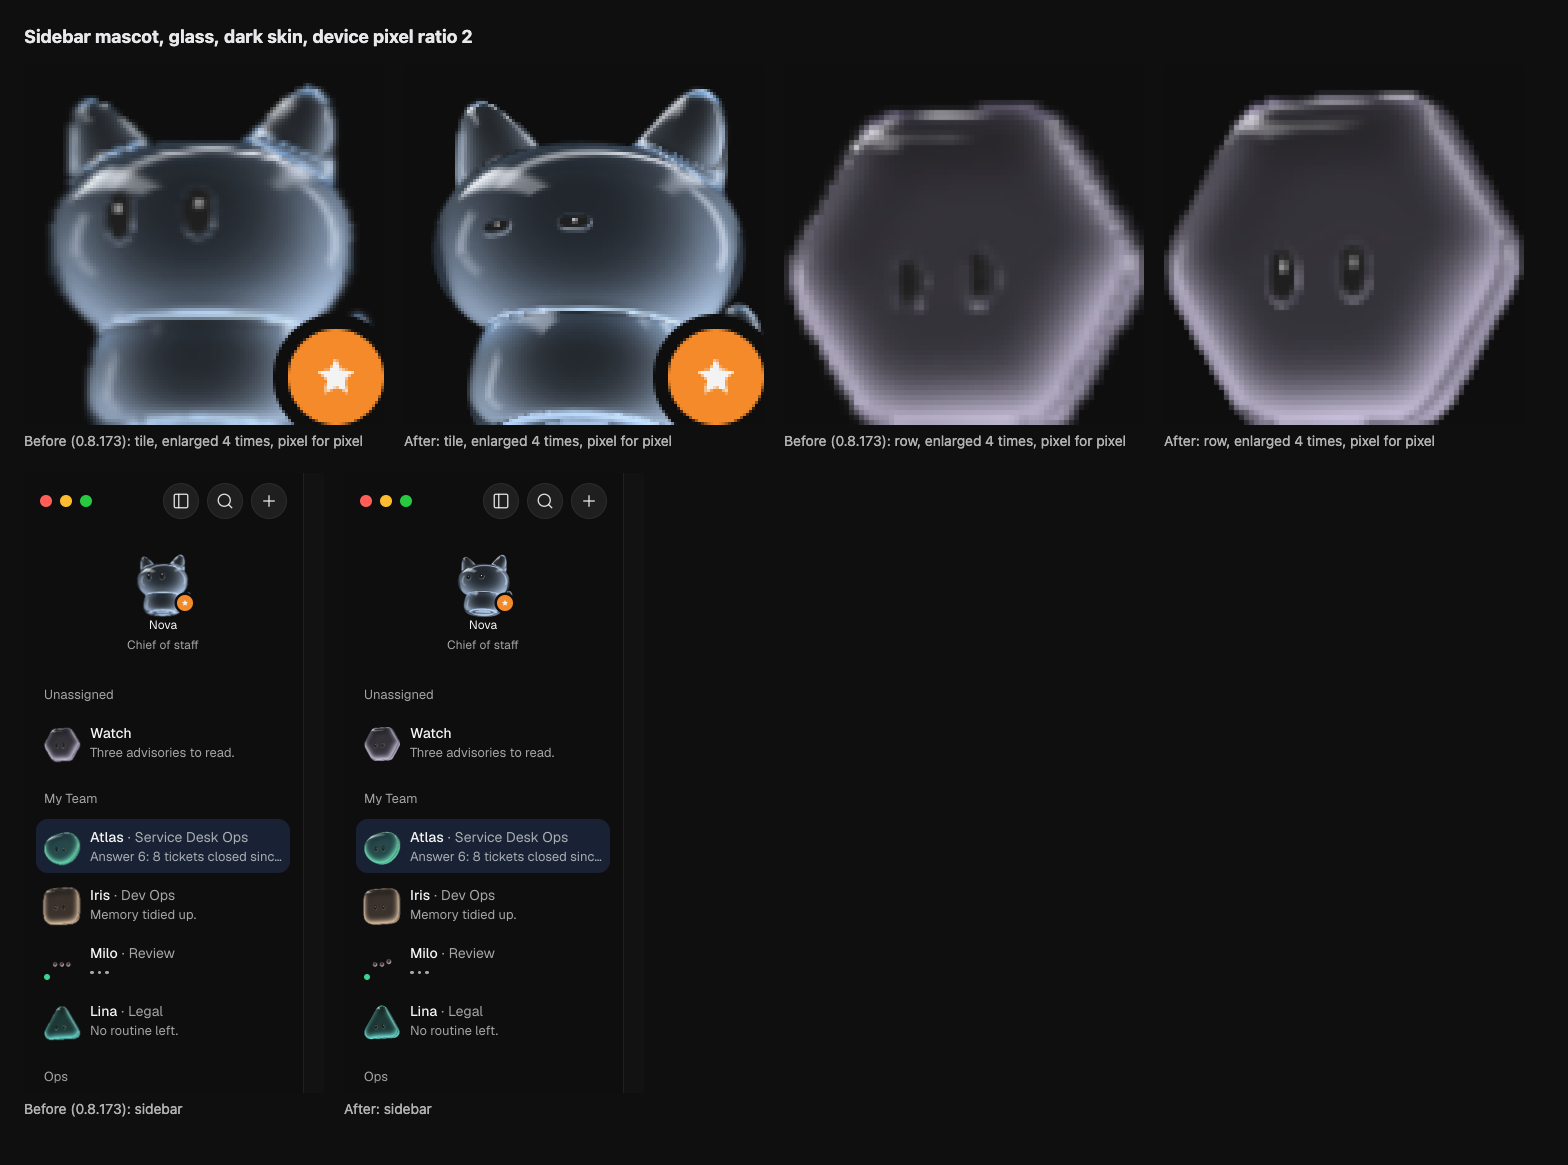 Sidebar mascot, glass, dark skin, device pixel ratio 2
Before (0.8.173): tile, enlarged 4 times, pixel for pixel
After: tile, enlarged 4 times, pixel for pixel
Before (0.8.173): row, enlarged 4 times, pixel for pixel
After: row, enlarged 4 times, pixel for pixel
Nova
Chief of staff
Unassigned
Watch
Three advisories to read.
My Team
Atlas · Service Desk Ops
Answer 6: 8 tickets closed sinc…
Iris · Dev Ops
Memory tidied up.
Milo · Review
Lina · Legal
No routine left.
Ops
Before (0.8.173): sidebar
Nova
Chief of staff
Unassigned
Watch
Three advisories to read.
My Team
Atlas · Service Desk Ops
Answer 6: 8 tickets closed sinc…
Iris · Dev Ops
Memory tidied up.
Milo · Review
Lina · Legal
No routine left.
Ops
After: sidebar